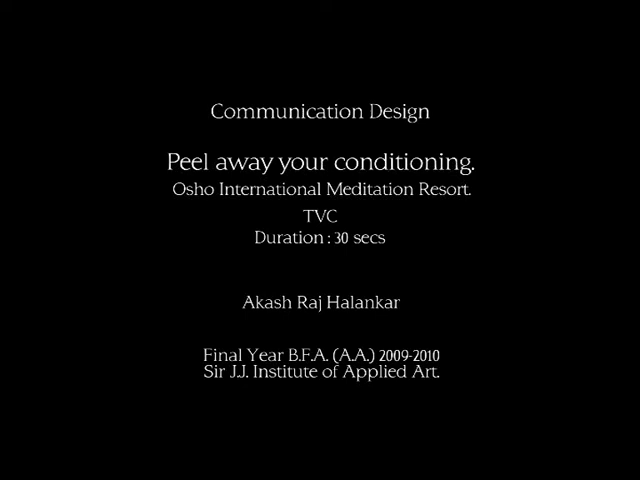 Communication Design
Peel away your conditioning.
Osho International Meditation Resort.
TVC
Duration : 30 secs
Akash Raj Halankar
Final Year B.F.A. (A.A.) 2009-2010
Sir J.J. Institute of Applied Art.